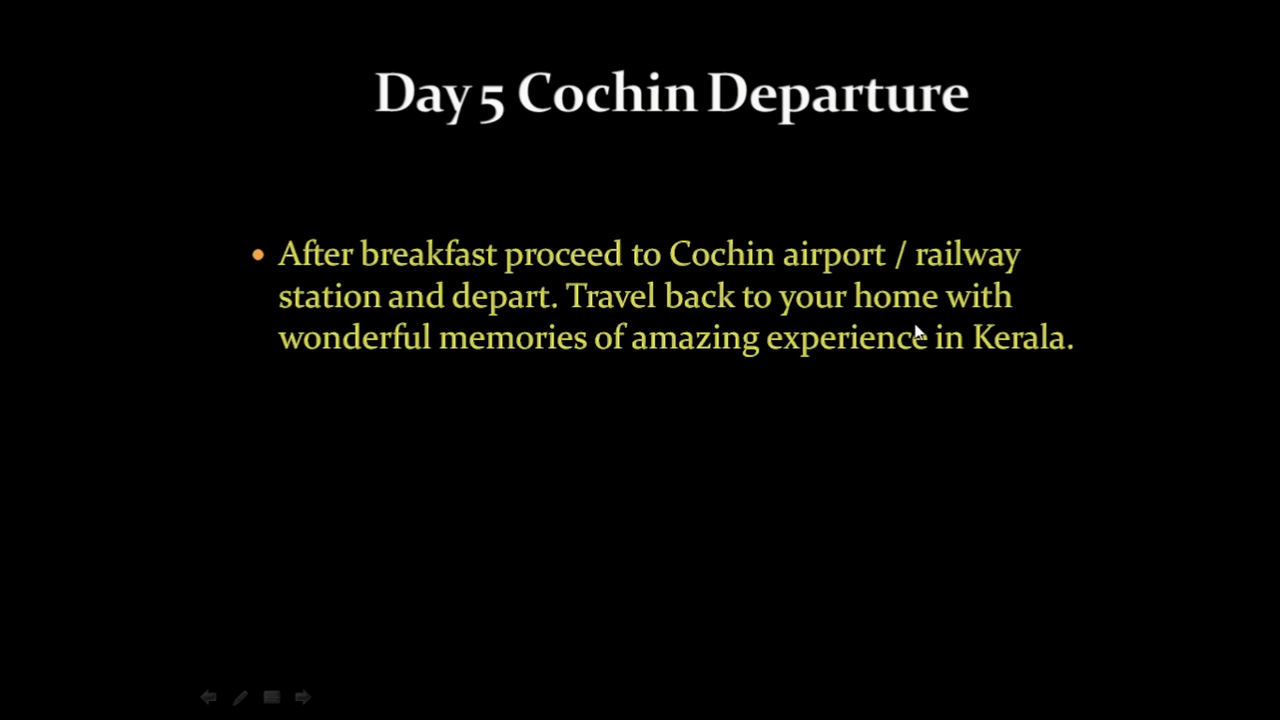 Day 5 Cochin Departure
• After breakfast proceed to Cochin airport / railway
station and depart. Travel back to your home with
wonderful memories of amazing experience in Kerala.